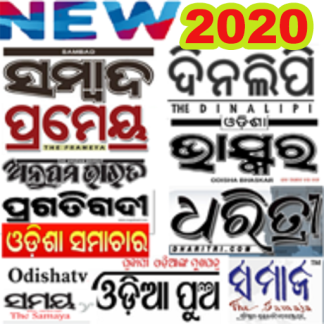 NEW 2020
SAMBAD
ସମ୍ବାଦ
ପ୍ରମେୟ
THE PRAMEYA
ଅନୁପମ ଭାରତ
ପ୍ରଗତିବାଦୀ
ଓଡ଼ିଶା ସମାଚାର
Odishatv
ସମୟ
The Samaya
ଦିନଲିପି
THE DINALIPI
ଓଡ଼ିଶା
ଭାସ୍କର
ODISHA BHASKAR
ଧରିତ୍ରୀ
DHARITRI.COM
ଓଡ଼ିଆ ପୁଅ
ସମାଜ
The Samaja